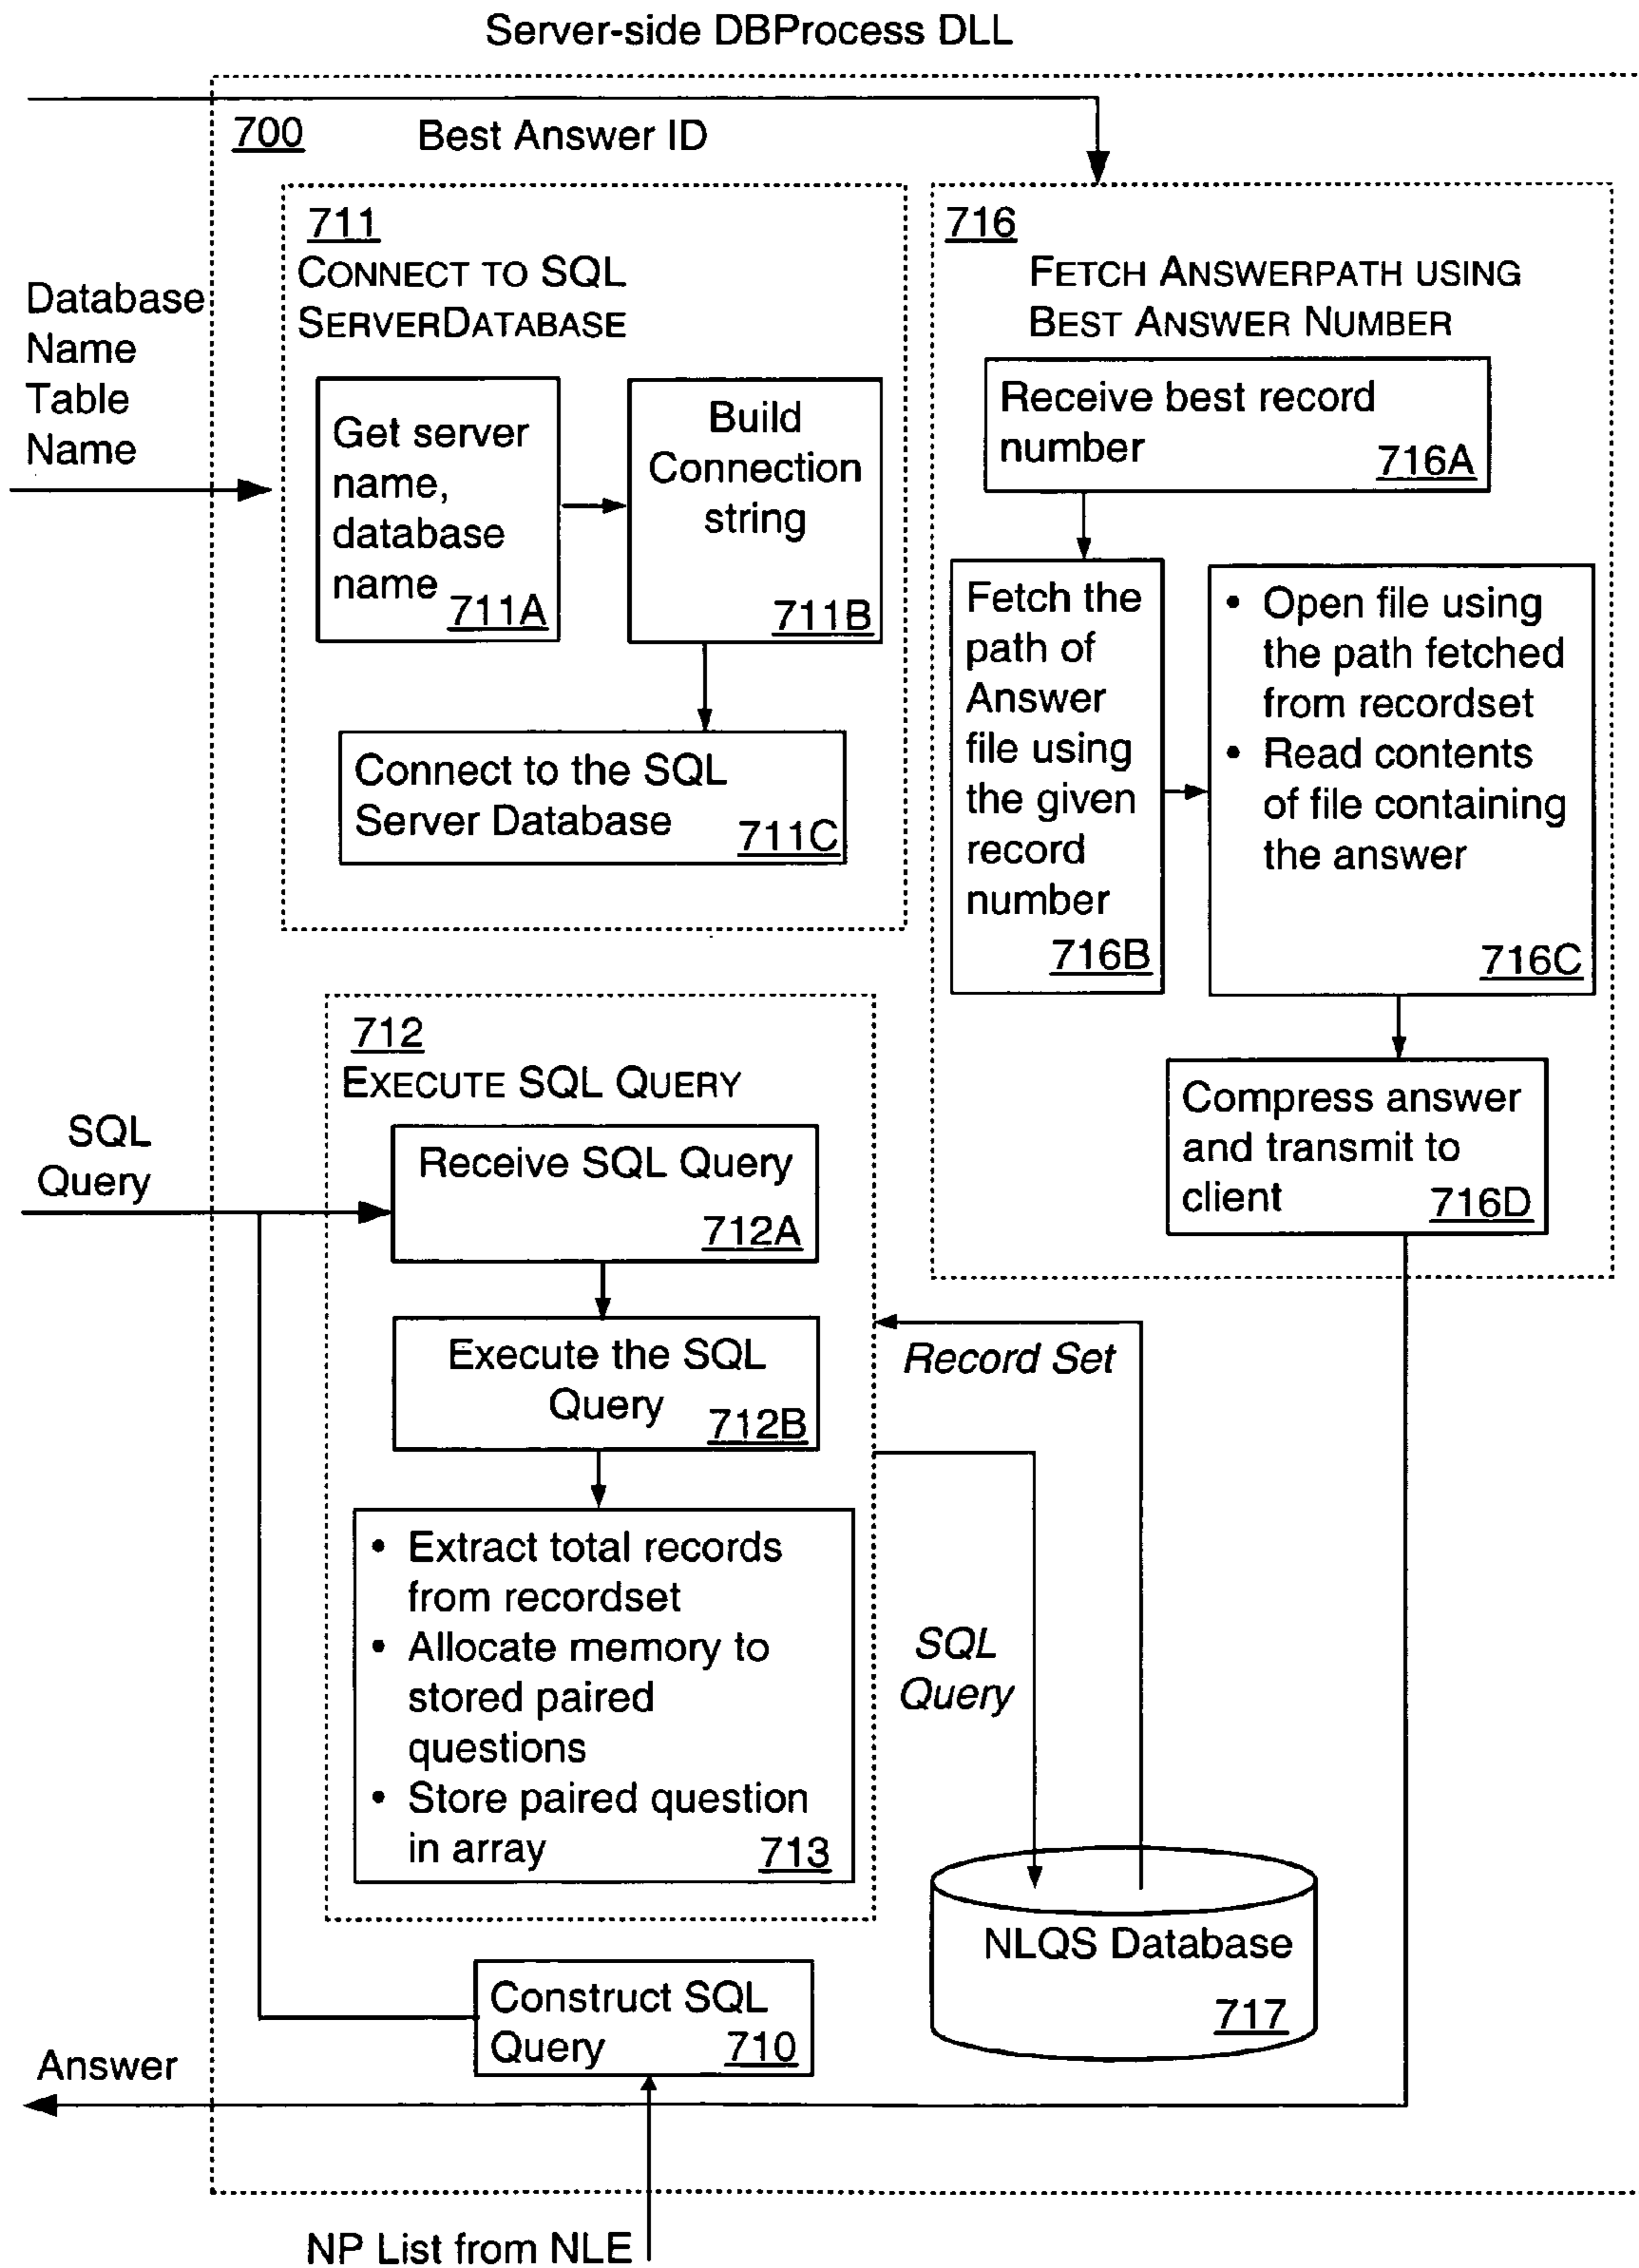 Server-side DBProcess DLL
700
Best Answer ID
Database
Name
Table
Name
711
CONNECT TO SQL
SERVERDATABASE
Get server
name,
database
name
711A
Build
Connection
string
711B
Connect to the SQL
Server Database
711C
716
FETCH ANSWERPATH USING
BEST ANSWER NUMBER
Receive best record
number
716A
Fetch the
path of
Answer
file using
the given
record
number
716B
• Open file using
the path fetched
from recordset
• Read contents
of file containing
the answer
716C
Compress answer
and transmit to
client
716D
SQL
Query
712
EXECUTE SQL QUERY
Receive SQL Query
712A
Execute the SQL
Query
712B
• Extract total records
from recordset
• Allocate memory to
stored paired
questions
• Store paired question
in array
713
Record Set
SQL
Query
NLQS Database
717
Construct SQL
Query
710
Answer
NP List from NLE